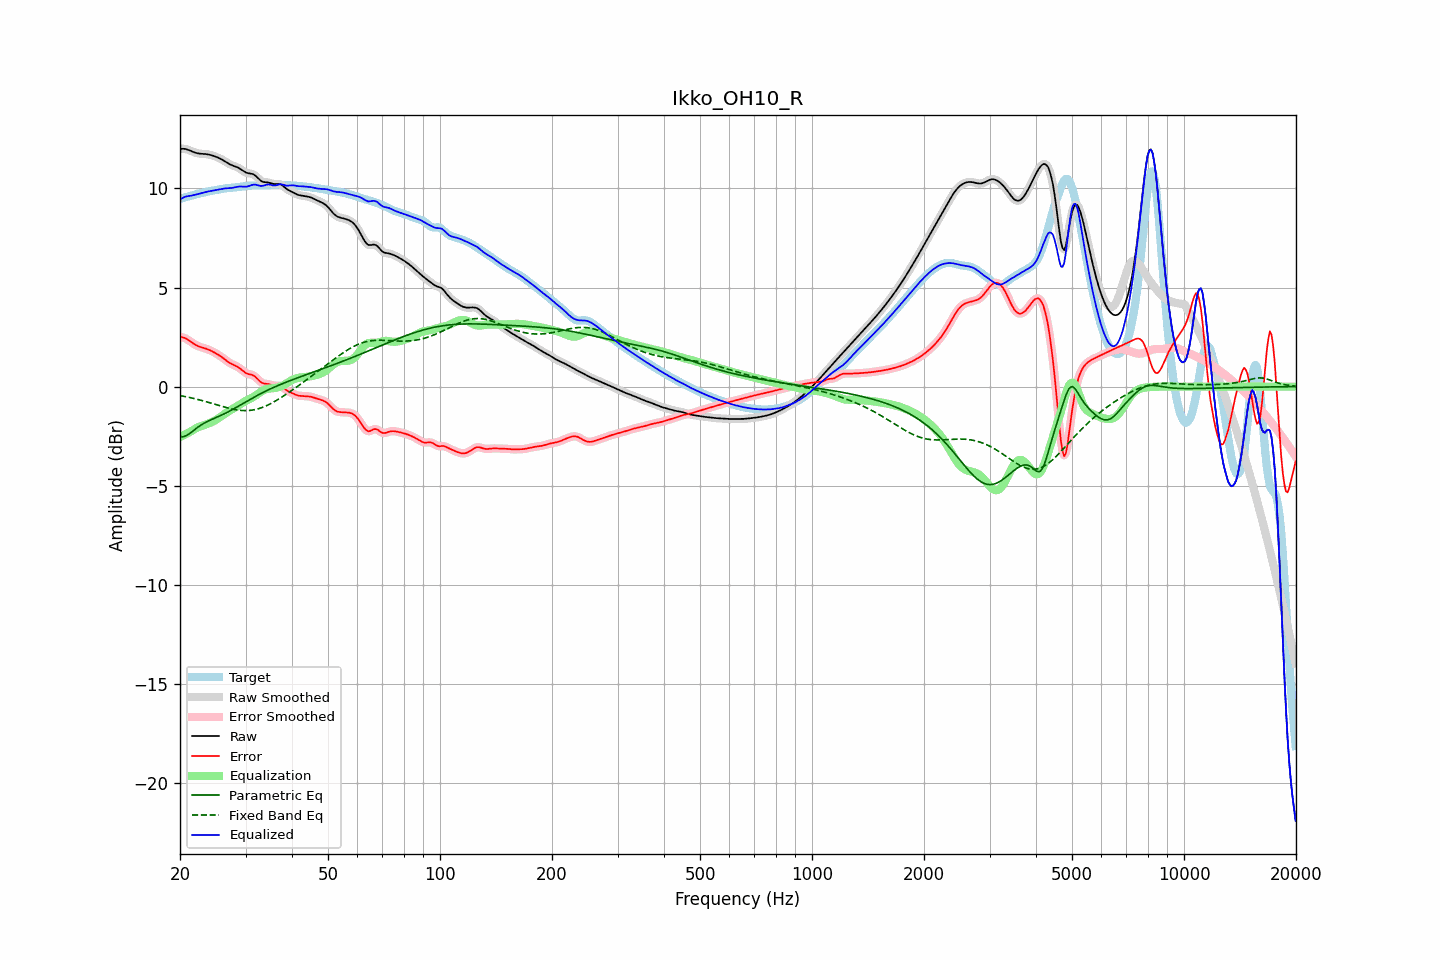 Ikko_OH10_R
Amplitude (dBr)
10
5
0
−5
−10
−15
−20
Target
Raw Smoothed
Error Smoothed
Raw
Error
Equalization
Parametric Eq
Fixed Band Eq
Equalized
20 50 100 200 500 1000 2000 5000 10000 20000
Frequency (Hz)